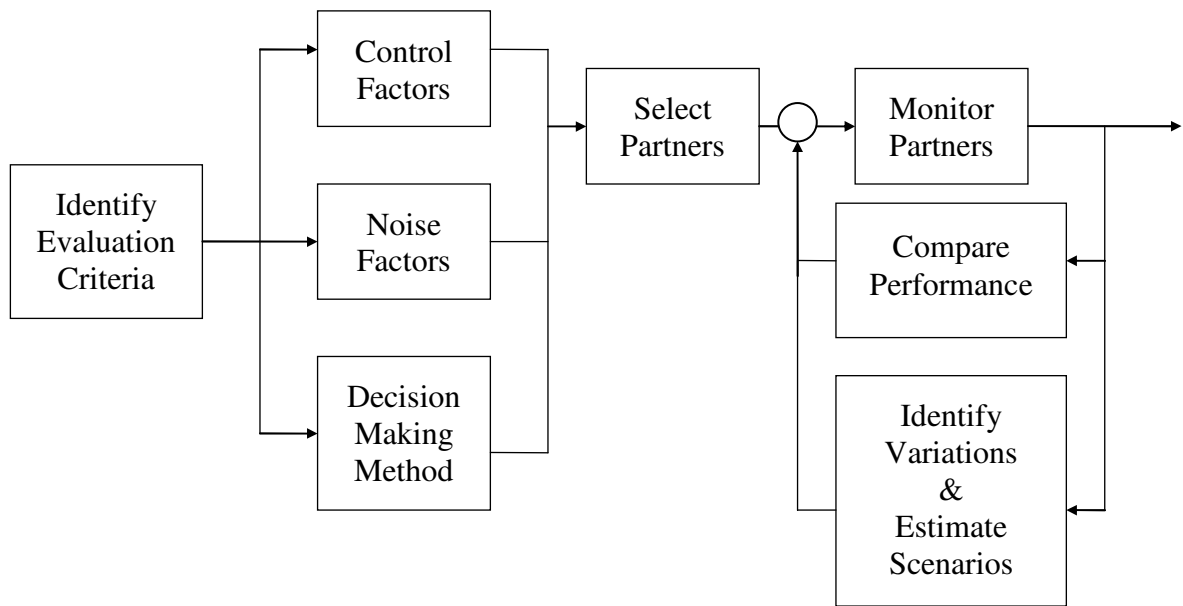 Identify
Evaluation
Criteria
Control
Factors
Noise
Factors
Decision
Making
Method
Select
Partners
Monitor
Partners
Compare
Performance
Identify
Variations
&
Estimate
Scenarios